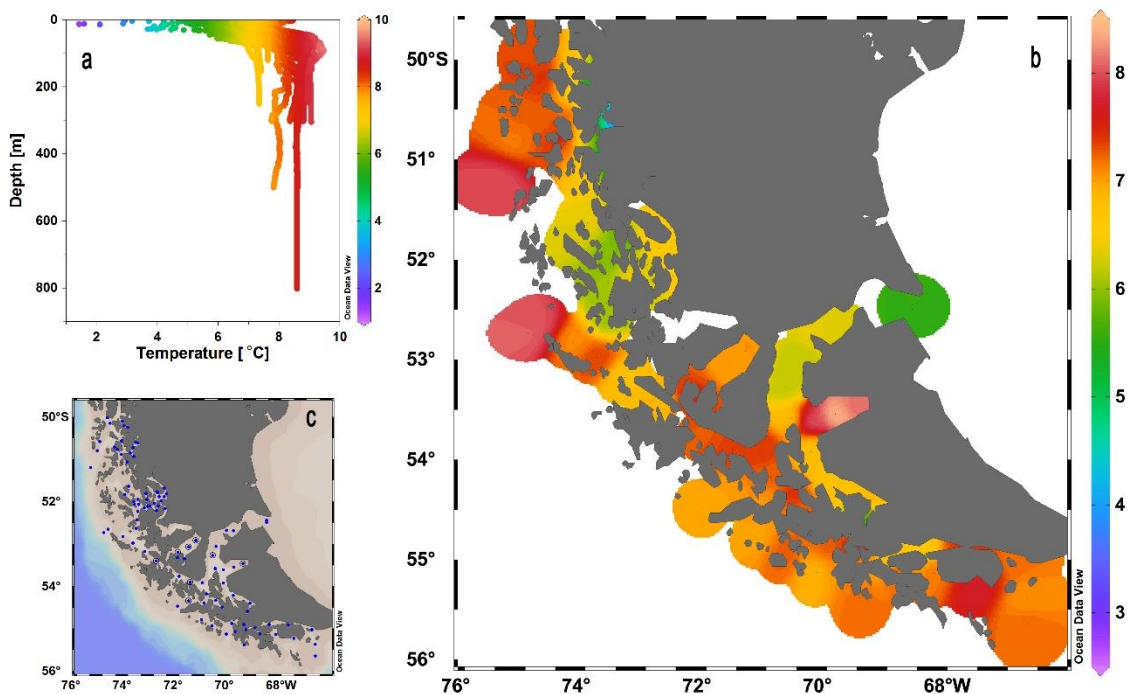 a
0
200
400
600
800
Depth [m]
2 4 6 8 10
Temperature [ °C]
10
8
6
4
2
Ocean Data View
b
50°S
51°
52°
53°
54°
55°
56°
76° 74° 72° 70° 68°W
8
7
6
5
4
3
Ocean Data View
c
50°S
52°
54°
56°
76° 74° 72° 70° 68°W
Ocean Data View